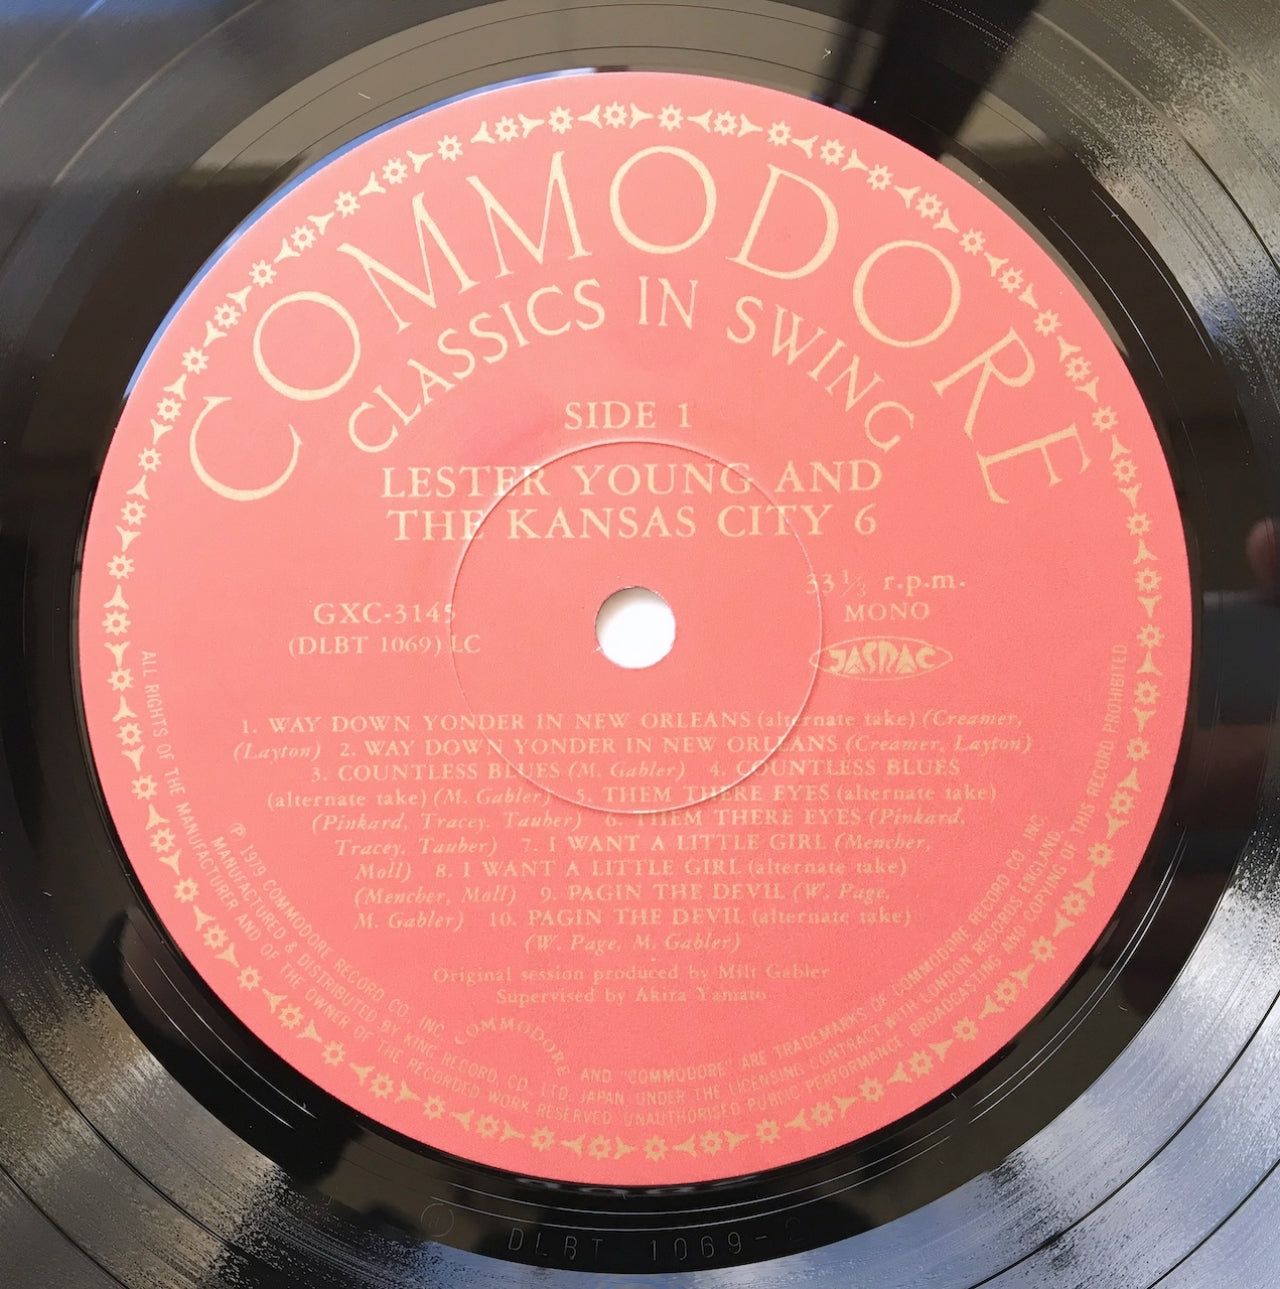 COMMODORE
CLASSICS IN SWING
SIDE 1
LESTER YOUNG AND
THE KANSAS CITY 6
33 1/3 r.p.m.
GXC-3145
MONO
(DLBT 1069) LC
JASRAC
1. WAY DOWN YONDER IN NEW ORLEANS (alternate take) (Creamer,
(Layton) 2. WAY DOWN YONDER IN NEW ORLEANS (Creamer, Layton)
3. COUNTLESS BLUES (M. Gabler) 4. COUNTLESS BLUES
(alternate take) (M. Gabler) 5. THEM THERE EYES (alternate take)
(Pinkard, Tracey. Tauber) 6. THEM THERE EYES (Pinkard,
Tracey, Tauber) 7. I WANT A LITTLE GIRL (Mencher,
Moll) 8. I WANT A LITTLE GIRL (alternate take)
(Mencher, Moll) 9. PAGIN THE DEVIL (W. Page,
M. Gabler) 10. PAGIN THE DEVIL (alternate take)
(W. Page, M. Gabler)
Original session produced by Milt Gabler
Supervised by Akira Yamato
℗ 1979 COMMODORE RECORD CO., INC. COMMODORE AND "COMMODORE" ARE TRADEMARKS OF COMMODORE RECORD CO., INC.
MANUFACTURED & DISTRIBUTED BY KING RECORD CO., LTD. JAPAN UNDER THE LICENSING CONTRACT WITH LONDON RECORDS ENGLAND.
ALL RIGHTS OF THE MANUFACTURER AND OF THE OWNER OF THE RECORDED WORK RESERVED UNAUTHORISED PUBLIC PERFORMANCE, BROADCASTING AND COPYING OF THIS RECORD PROHIBITED
DLBT 1069-